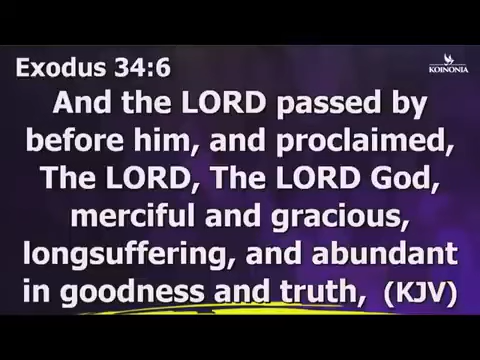 Exodus 34:6
KOINONIA
And the LORD passed by
before him, and proclaimed,
The LORD, The LORD God,
merciful and gracious,
longsuffering, and abundant
in goodness and truth, (KJV)